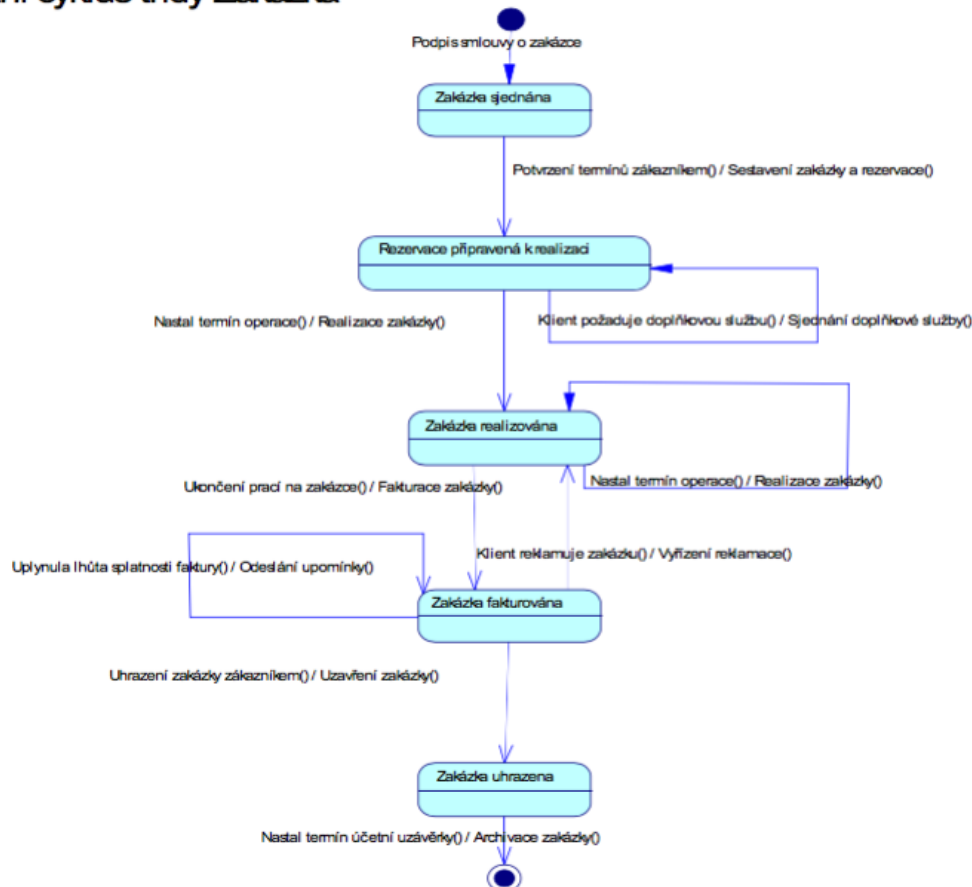 cyklus třídy Zakázka
Podpis smlouvy o zakázce
Zakázka sjednána
Potvrzení termínů zákazníkem() / Sestavení zakázky a rezervace()
Rezervace připravená k realizaci
Nastal termín operace() / Realizace zakázky()
Klient požaduje doplňkovou službu() / Sjednání doplňkové služby()
Zakázka realizována
Nastal termín operace() / Realizace zakázky()
Ukončení prací na zakázce() / Fakturace zakázky()
Klient reklamuje zakázku() / Vyřízení reklamace()
Uplynula lhůta splatnosti faktury() / Odeslání upomínky()
Zakázka fakturována
Uhrazení zakázky zákazníkem() / Uzavření zakázky()
Zakázka uhrazena
Nastal termín účetní uzávěrky() / Archivace zakázky()